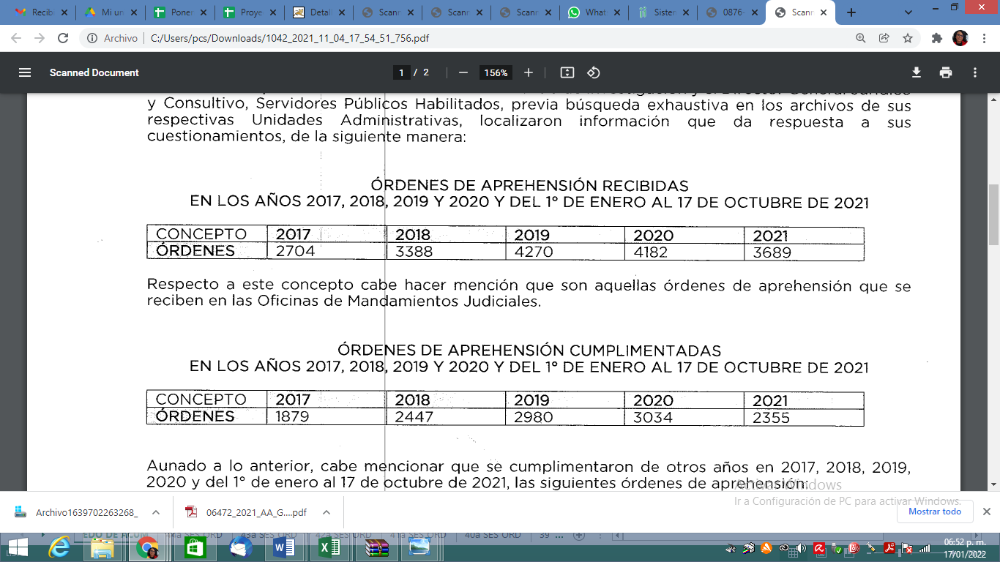 Recib
Mi un
Poner
Proye
Detall
Scann
Scann
Scann
What
Sister
0876-
Scann
Archivo | C:/Users/pcs/Downloads/1042_2021_11_04_17_54_51_756.pdf
Scanned Document
1 / 2
156%
y Consultivo, Servidores Públicos Habilitados, previa búsqueda exhaustiva en los archivos de sus
respectivas Unidades Administrativas, localizaron información que da respuesta a sus
cuestionamientos, de la siguiente manera:
ÓRDENES DE APREHENSIÓN RECIBIDAS
EN LOS AÑOS 2017, 2018, 2019 Y 2020 Y DEL 1° DE ENERO AL 17 DE OCTUBRE DE 2021
CONCEPTO 2017 2018 2019 2020 2021
ÓRDENES 2704 3388 4270 4182 3689
Respecto a este concepto cabe hacer mención que son aquellas órdenes de aprehensión que se
reciben en las Oficinas de Mandamientos Judiciales.
ÓRDENES DE APREHENSIÓN CUMPLIMENTADAS
EN LOS AÑOS 2017, 2018, 2019 Y 2020 Y DEL 1° DE ENERO AL 17 DE OCTUBRE DE 2021
CONCEPTO 2017 2018 2019 2020 2021
ÓRDENES 1879 2447 2980 3034 2355
Aunado a lo anterior, cabe mencionar que se cumplimentaron de otros años en 2017, 2018, 2019,
2020 y del 1° de enero al 17 de octubre de 2021, las siguientes órdenes de aprehensión:
Activar Windows
Ir a Configuración de PC para activar Windows.
Archivo1639702263268_
06472_2021_AA_G....pdf
Mostrar todo
43a SES ORD 42a SES ORD 41a SES ORD 40a SES ORD 39 ...
06:52 p. m.
17/01/2022